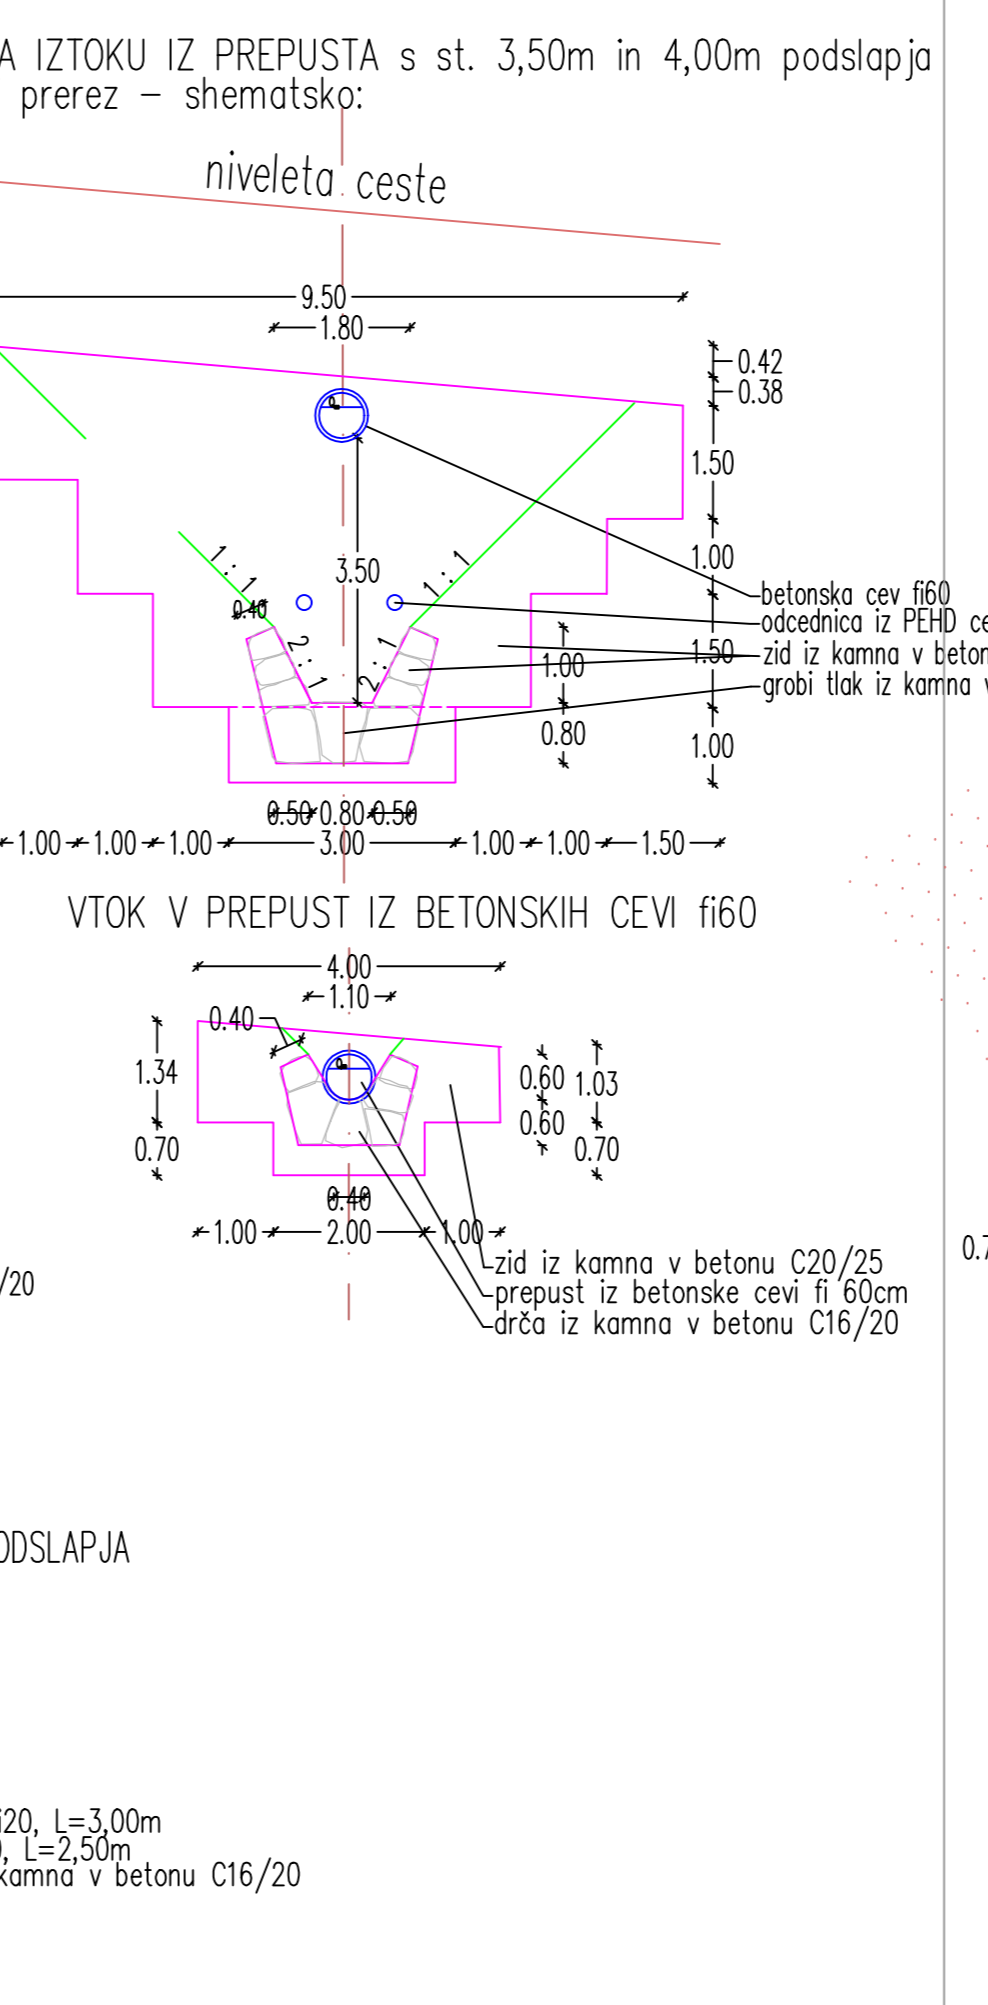 A IZTOKU IZ PREPUSTA s st. 3,50m in 4,00m podslapja
prerez – shematsko:
niveleta ceste
9.50
1.80
0.42
0.38
1.50
1.00
1 : 1
3.50
1 : 1
0.40
betonska cev fi60
odcednica iz PEHD ce
2 : 1
2 : 1
1.00
1.50
zid iz kamna v beton
grobi tlak iz kamna v
0.80
1.00
0.50 0.80 0.50
1.00 1.00 1.00 3.00 1.00 1.00 1.50
VTOK V PREPUST IZ BETONSKIH CEVI fi60
4.00
1.10
0.40
1.34
0.60 1.03
0.60
0.70
0.70
0.40
1.00 2.00 1.00
0.7
zid iz kamna v betonu C20/25
/20
prepust iz betonske cevi fi 60cm
drča iz kamna v betonu C16/20
ODSLAPJA
i20, L=3,00m
, L=2,50m
kamna v betonu C16/20